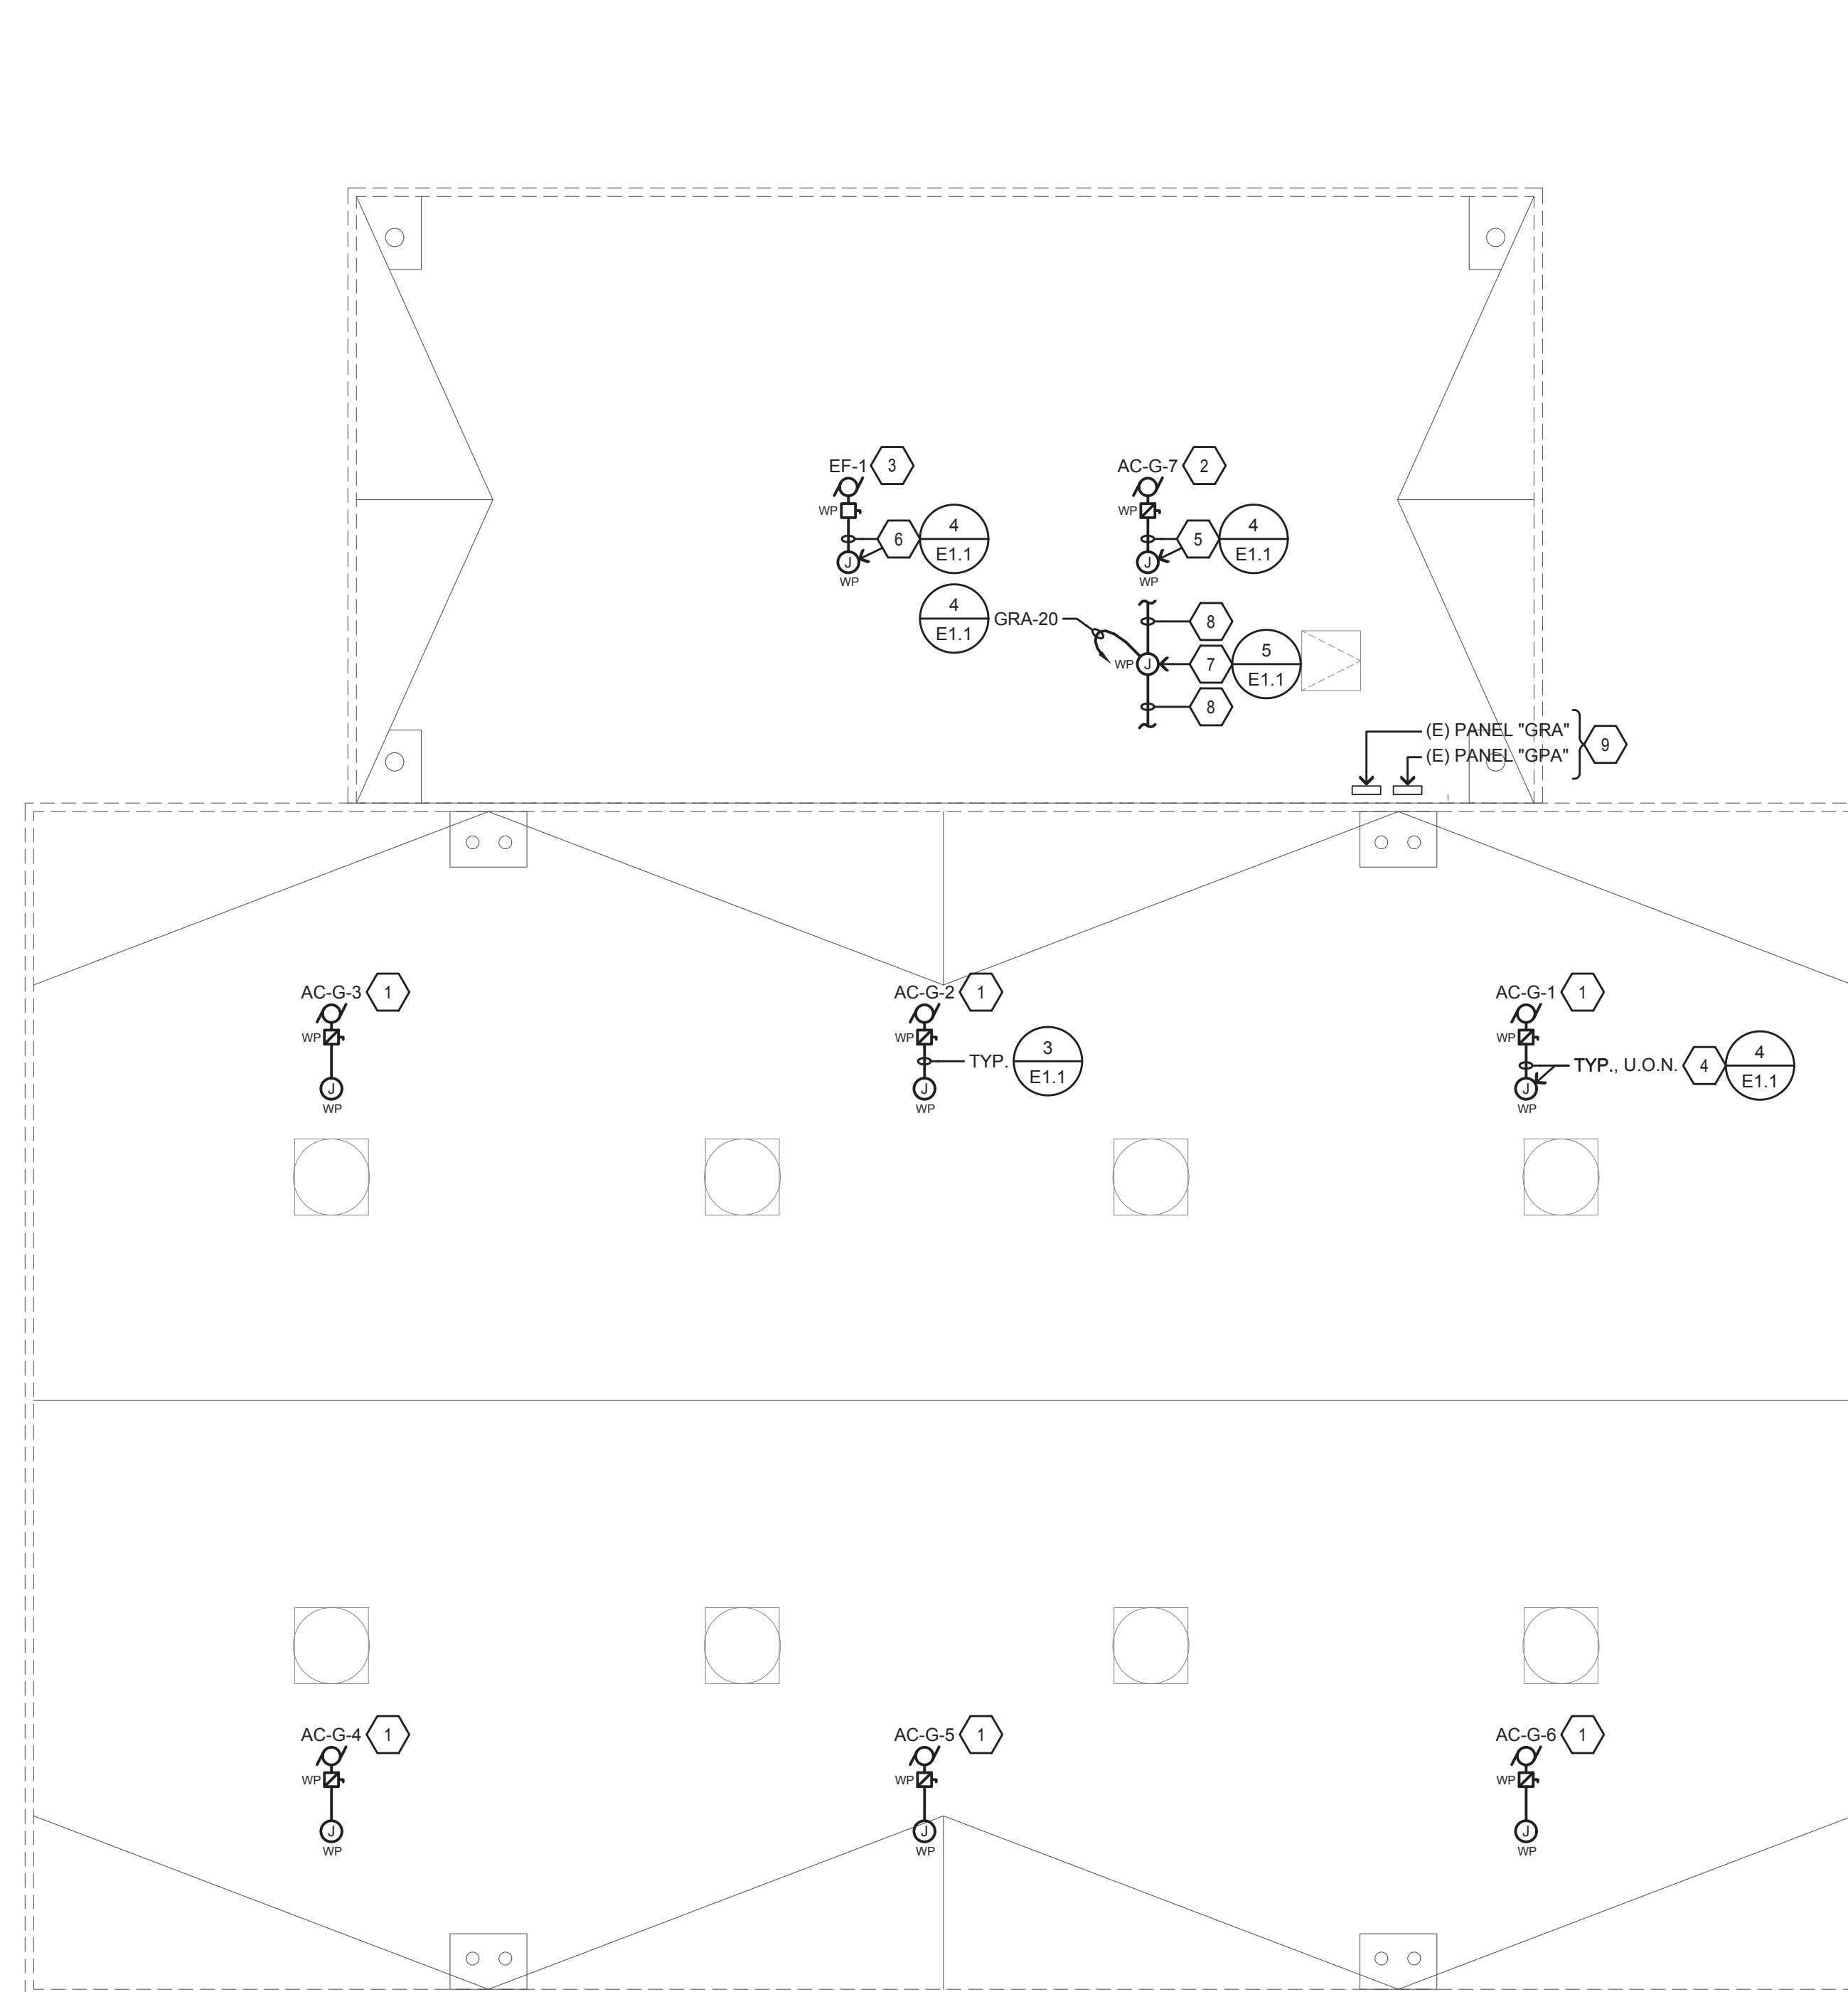 EF-1 3
WP
6 4
E1.1
J
WP
AC-G-7 2
WP
5 4
E1.1
J
WP
4
E1.1
GRA-20
8
WP J 7 5
E1.1
8
(E) PANEL "GRA"
(E) PANEL "GPA"
9
AC-G-3 1
WP
J
WP
AC-G-2 1
WP
TYP. 3
E1.1
J
WP
AC-G-1 1
WP
TYP., U.O.N. 4 4
E1.1
J
WP
AC-G-4 1
WP
J
WP
AC-G-5 1
WP
J
WP
AC-G-6 1
WP
J
WP